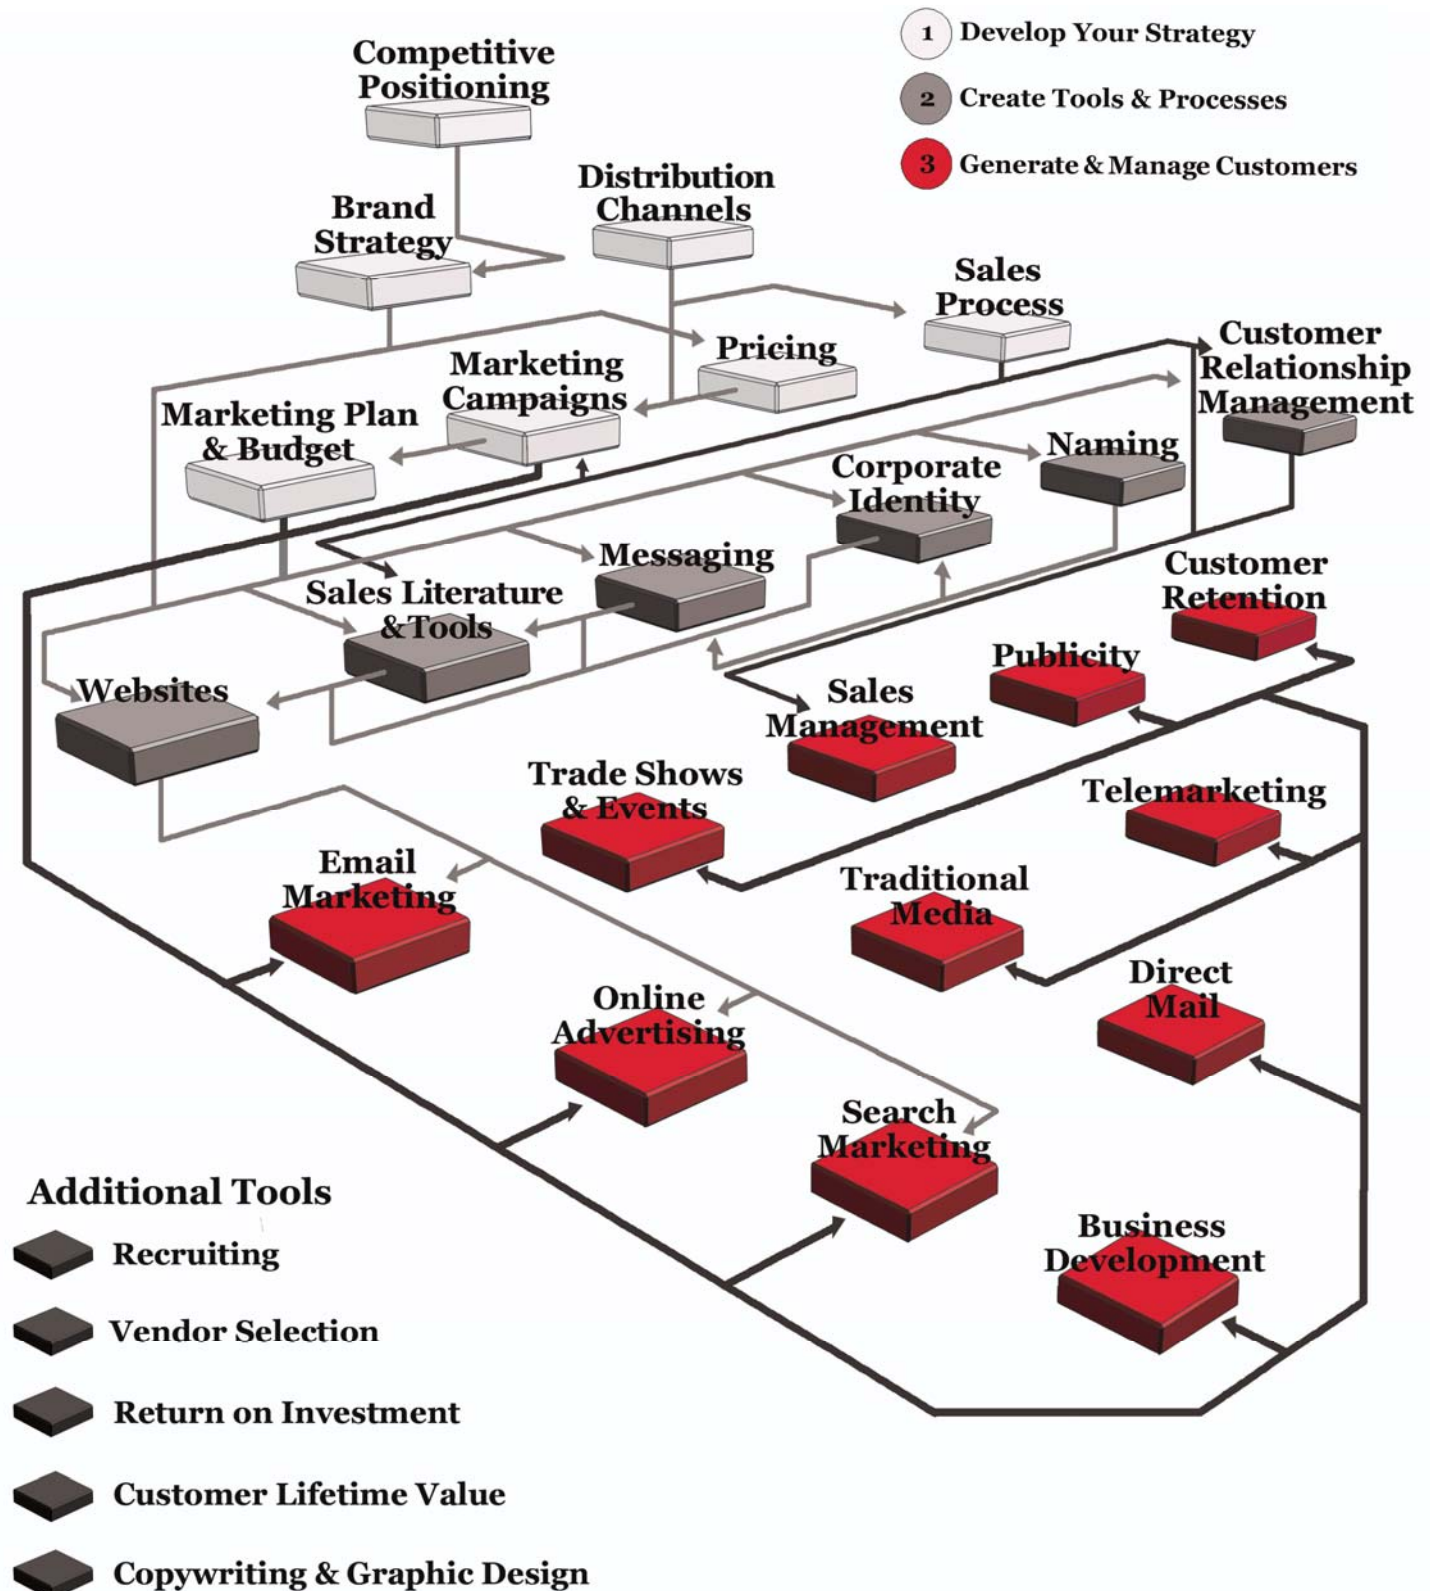 1 Develop Your Strategy
2 Create Tools & Processes
3 Generate & Manage Customers
Competitive
Positioning
Distribution
Channels
Brand
Strategy
Sales
Process
Customer
Relationship
Management
Pricing
Marketing
Campaigns
Marketing Plan
& Budget
Naming
Corporate
Identity
Messaging
Sales Literature
& Tools
Websites
Customer
Retention
Publicity
Sales
Management
Trade Shows
& Events
Telemarketing
Email
Marketing
Traditional
Media
Direct
Mail
Online
Advertising
Search
Marketing
Business
Development
Additional Tools
Recruiting
Vendor Selection
Return on Investment
Customer Lifetime Value
Copywriting & Graphic Design